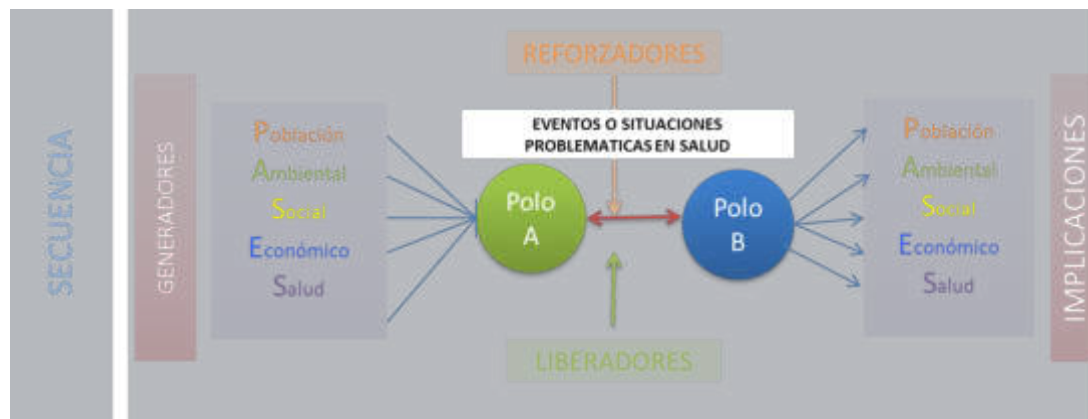 SECUENCIA
GENERADORES
Población
Ambiental
Social
Económico
Salud
REFORZADORES
EVENTOS O SITUACIONES
PROBLEMATICAS EN SALUD
Polo
A
Polo
B
LIBERADORES
Población
Ambiental
Social
Económico
Salud
IMPLICACIONES